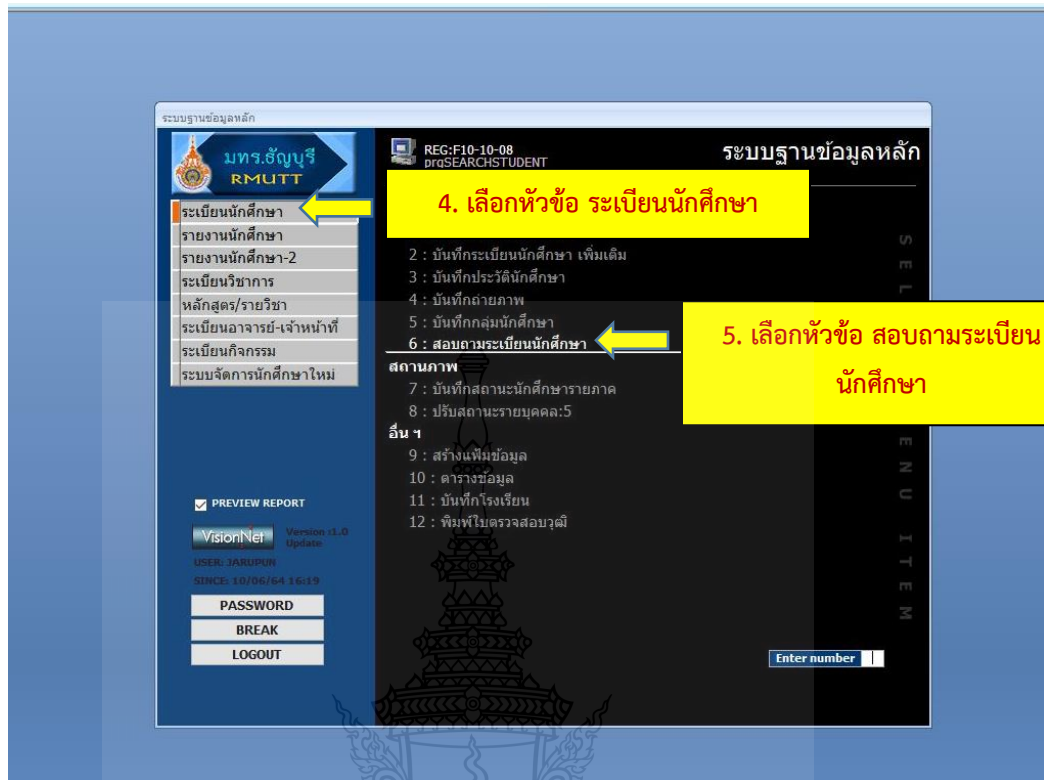 ระบบฐานข้อมูลหลัก
มทร.ธัญบุรี
RMUTT
REG:F10-10-08
prgSEARCHSTUDENT
ระบบฐานข้อมูลหลัก
4. เลือกหัวข้อ ระเบียนนักศึกษา
ระเบียนนักศึกษา
รายงานนักศึกษา
รายงานนักศึกษา-2
ระเบียนวิชาการ
หลักสูตร/รายวิชา
ระเบียนอาจารย์-เจ้าหน้าที่
ระเบียนกิจกรรม
ระบบจัดการนักศึกษาใหม่
2 : บันทึกระเบียนนักศึกษา เพิ่มเติม
3 : บันทึกประวัตินักศึกษา
4 : บันทึกถ่ายภาพ
5 : บันทึกกลุ่มนักศึกษา
6 : สอบถามระเบียนนักศึกษา
5. เลือกหัวข้อ สอบถามระเบียน
นักศึกษา
สถานภาพ
7 : บันทึกสถานะนักศึกษารายภาค
8 : ปรับสถานะรายบุคคล:5
อื่น ๆ
9 : สร้างแฟ้มข้อมูล
10 : ตารางข้อมูล
11 : บันทึกโรงเรียน
12 : พิมพ์ใบตรวจสอบวุฒิ
PREVIEW REPORT
VisionNet
Version :1.0
Update
USER: JARUPUN
SINCE: 10/06/64 16:19
PASSWORD
BREAK
LOGOUT
Enter number
S E L
E N U I T E M